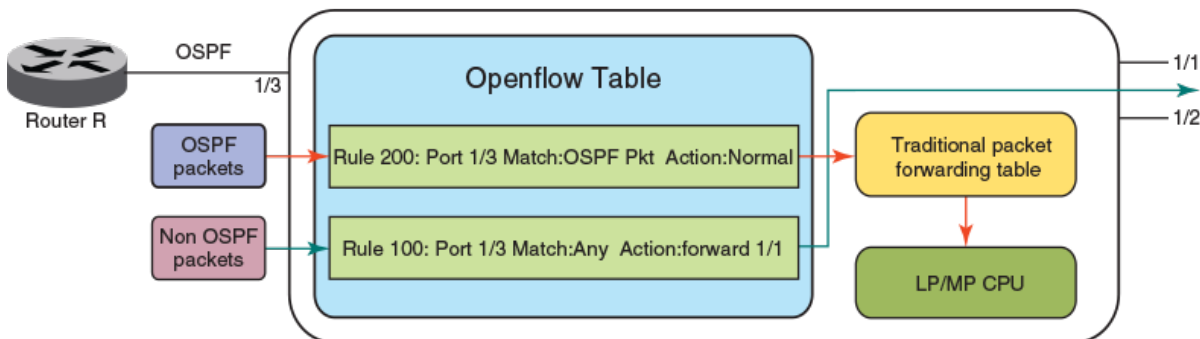 OSPF
1/3
Router R
Openflow Table
1/1
1/2
OSPF
packets
Rule 200: Port 1/3 Match:OSPF Pkt Action:Normal
Traditional packet
forwarding table
Non OSPF
packets
Rule 100: Port 1/3 Match:Any Action:forward 1/1
LP/MP CPU